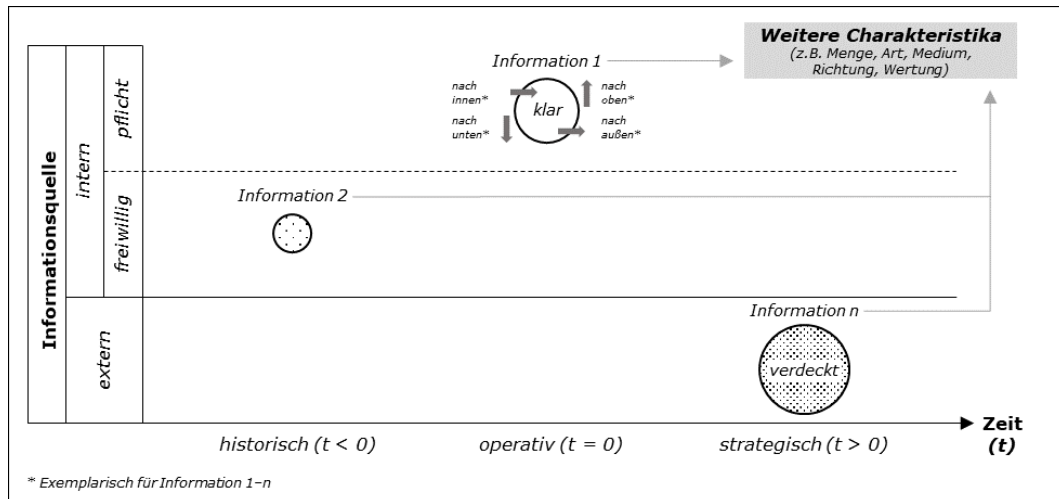 Weitere Charakteristika
(z.B. Menge, Art, Medium,
Richtung, Wertung)
Information 1
nach
innen*
nach
oben*
klar
nach
unten*
nach
außen*
Informationsquelle
intern
pflicht
freiwillig
extern
Information 2
Information n
verdeckt
Zeit
(t)
historisch (t < 0)
operativ (t = 0)
strategisch (t > 0)
* Exemplarisch für Information 1–n